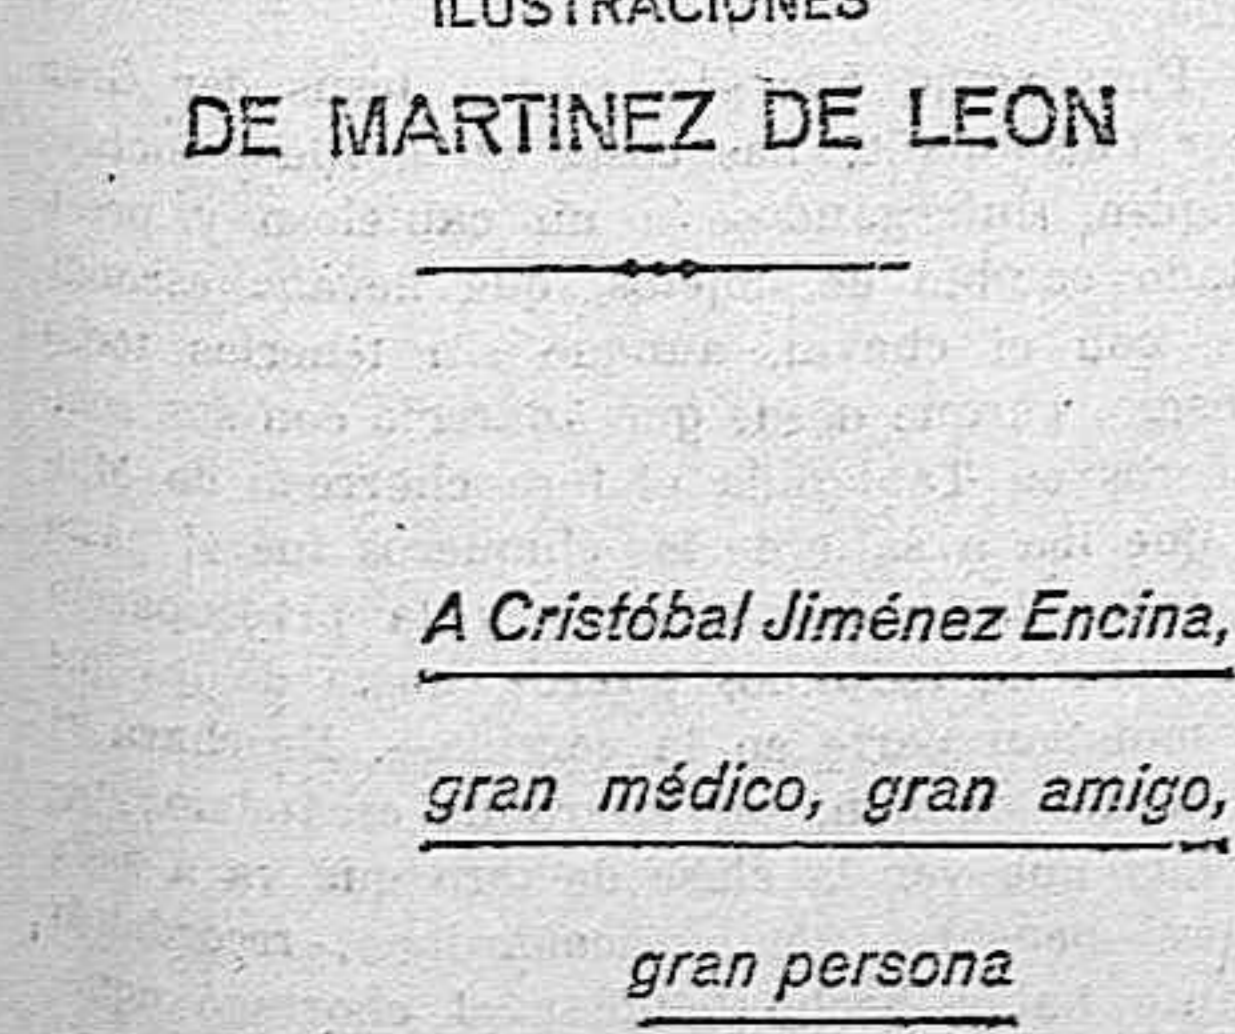 ILUSTRACIONES
DE MARTINEZ DE LEON
A Cristóbal Jiménez Encina,
gran médico, gran amigo,
gran persona